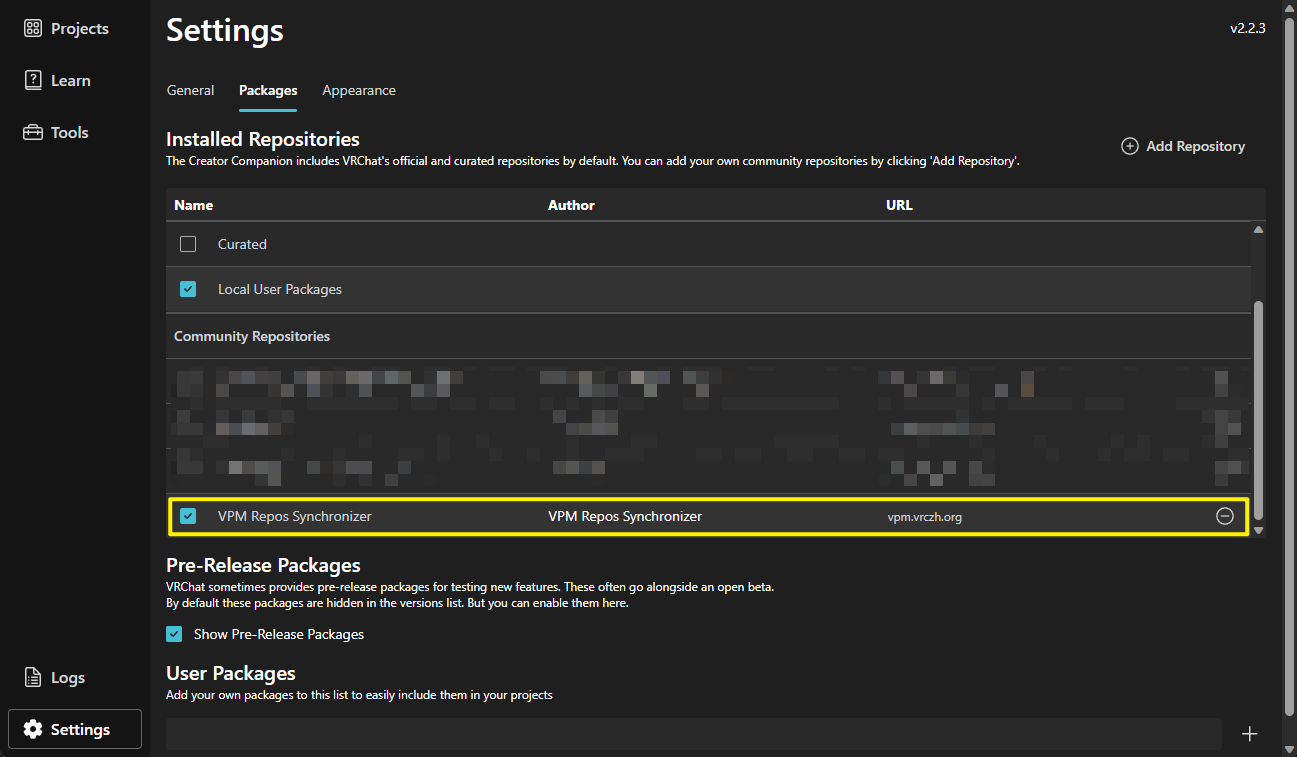 Projects
Learn
Tools
Logs
Settings
Settings
v2.2.3
General Packages Appearance
Installed Repositories
The Creator Companion includes VRChat's official and curated repositories by default. You can add your own community repositories by clicking 'Add Repository'.
Add Repository
Name Author URL
Curated
Local User Packages
Community Repositories
VPM Repos Synchronizer VPM Repos Synchronizer vpm.vrczh.org
Pre-Release Packages
VRChat sometimes provides pre-release packages for testing new features. These often go alongside an open beta.
By default these packages are hidden in the versions list. But you can enable them here.
Show Pre-Release Packages
User Packages
Add your own packages to this list to easily include them in your projects